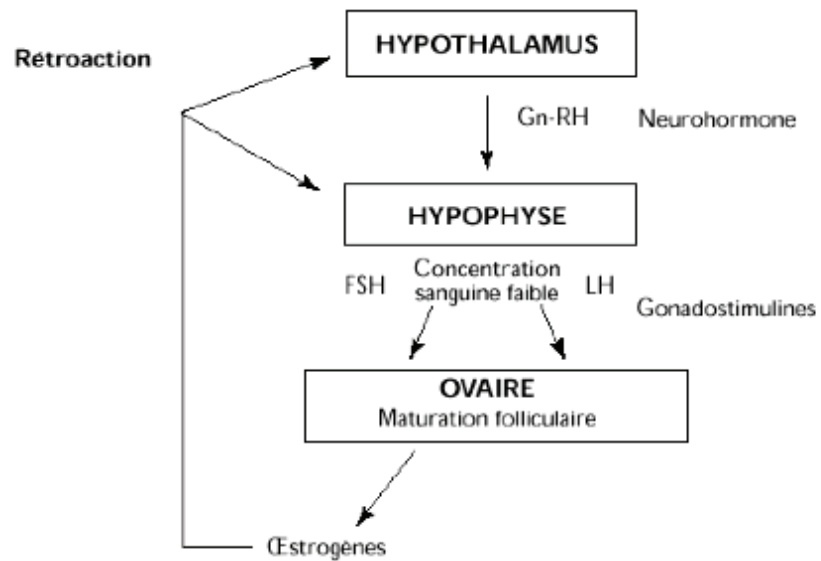 HYPOTHALAMUS
Rétroaction
Gn-RH Neurohormone
HYPOPHYSE
FSH Concentration LH
sanguine faible
Gonadostimulines
OVAIRE
Maturation folliculaire
Œstrogènes